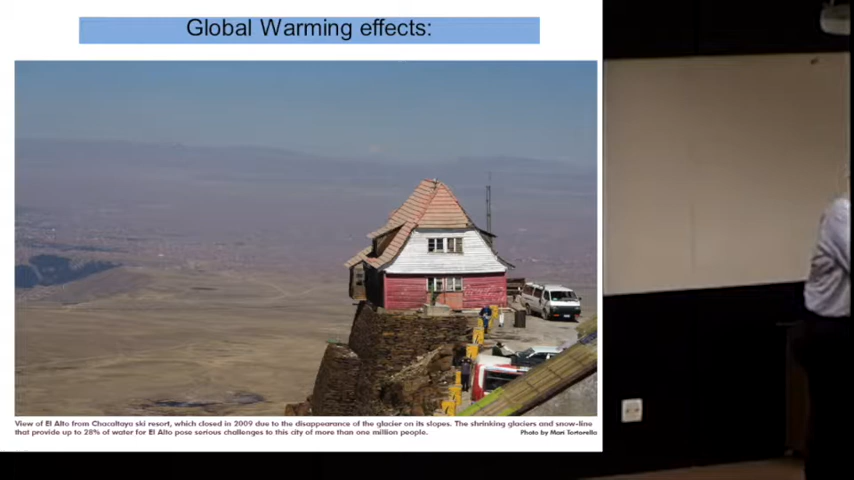 Global Warming effects:
View of El Alto from Chacaltaya ski resort, which closed in 2009 due to the disappearance of the glacier on its slopes. The shrinking glaciers and snow-line
that provide up to 28% of water for El Alto pose serious challenges to this city of more than one million people.
Photo by Mari Tortorella